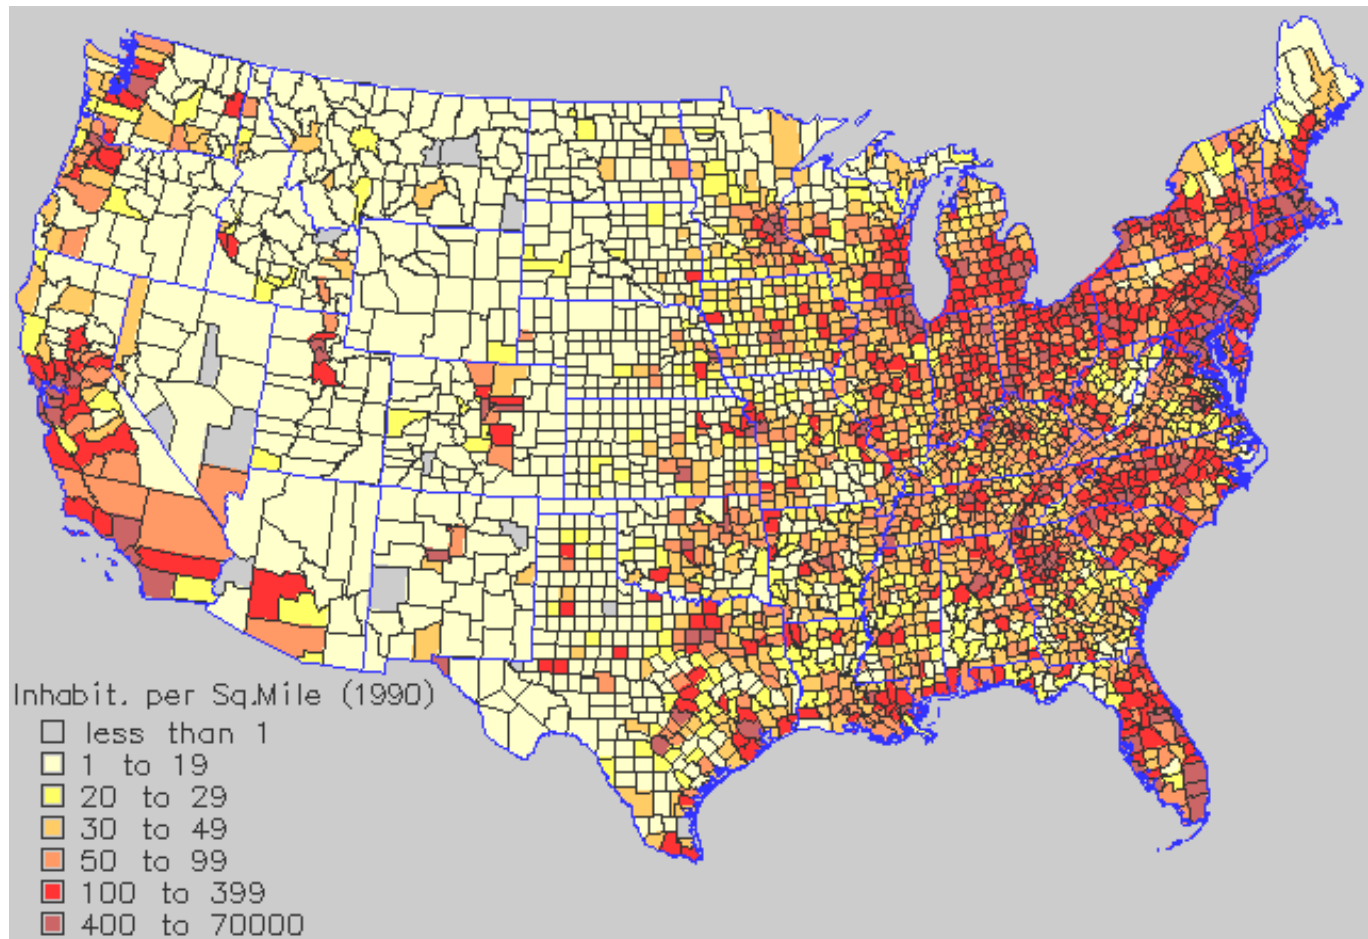 Inhabit. per Sq.Mile (1990)
less than 1
1 to 19
20 to 29
30 to 49
50 to 99
100 to 399
400 to 70000